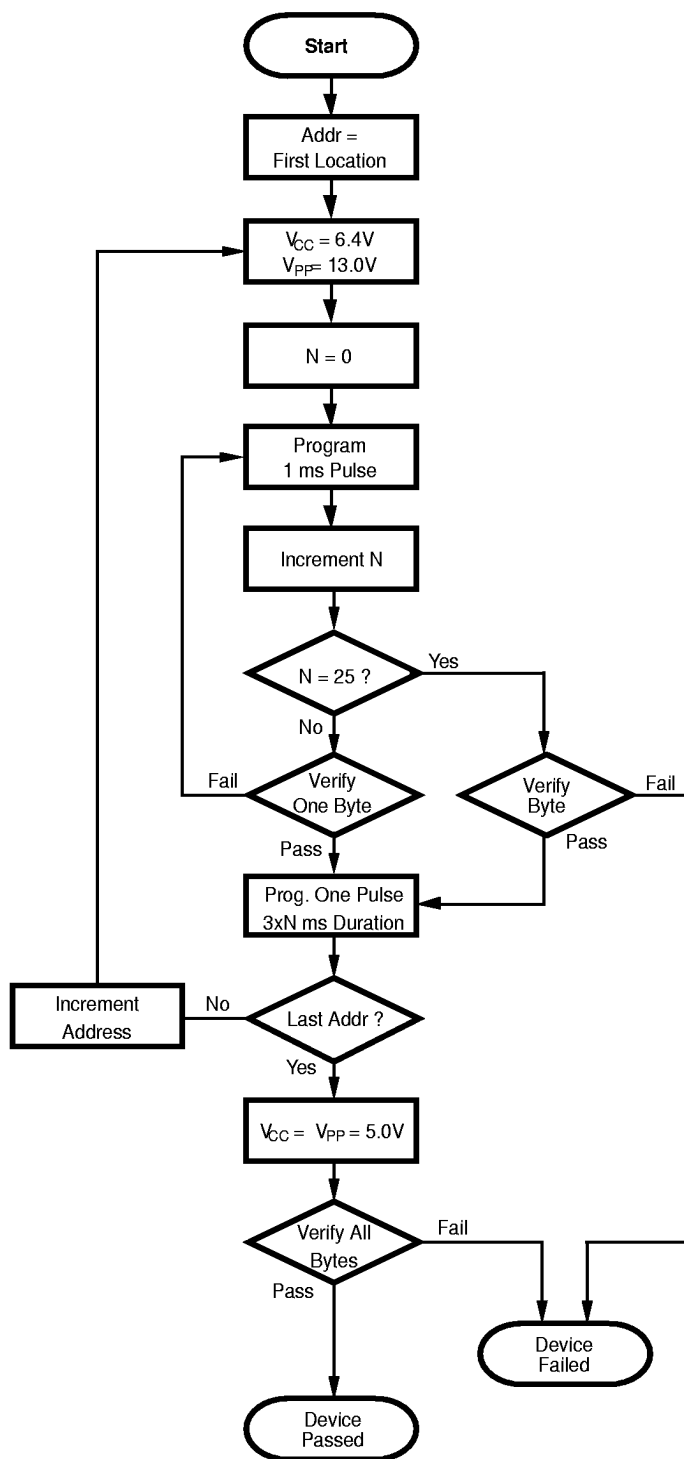 Start
Addr =
First Location
VCC = 6.4V
VPP= 13.0V
N = 0
Program
1 ms Pulse
Increment N
N = 25 ?
Yes
No
Fail
Verify
One Byte
Verify
Byte
Fail
Pass
Pass
Prog. One Pulse
3xN ms Duration
Increment
Address
No
Last Addr ?
Yes
VCC = VPP = 5.0V
Verify All
Bytes
Fail
Pass
Device
Failed
Device
Passed